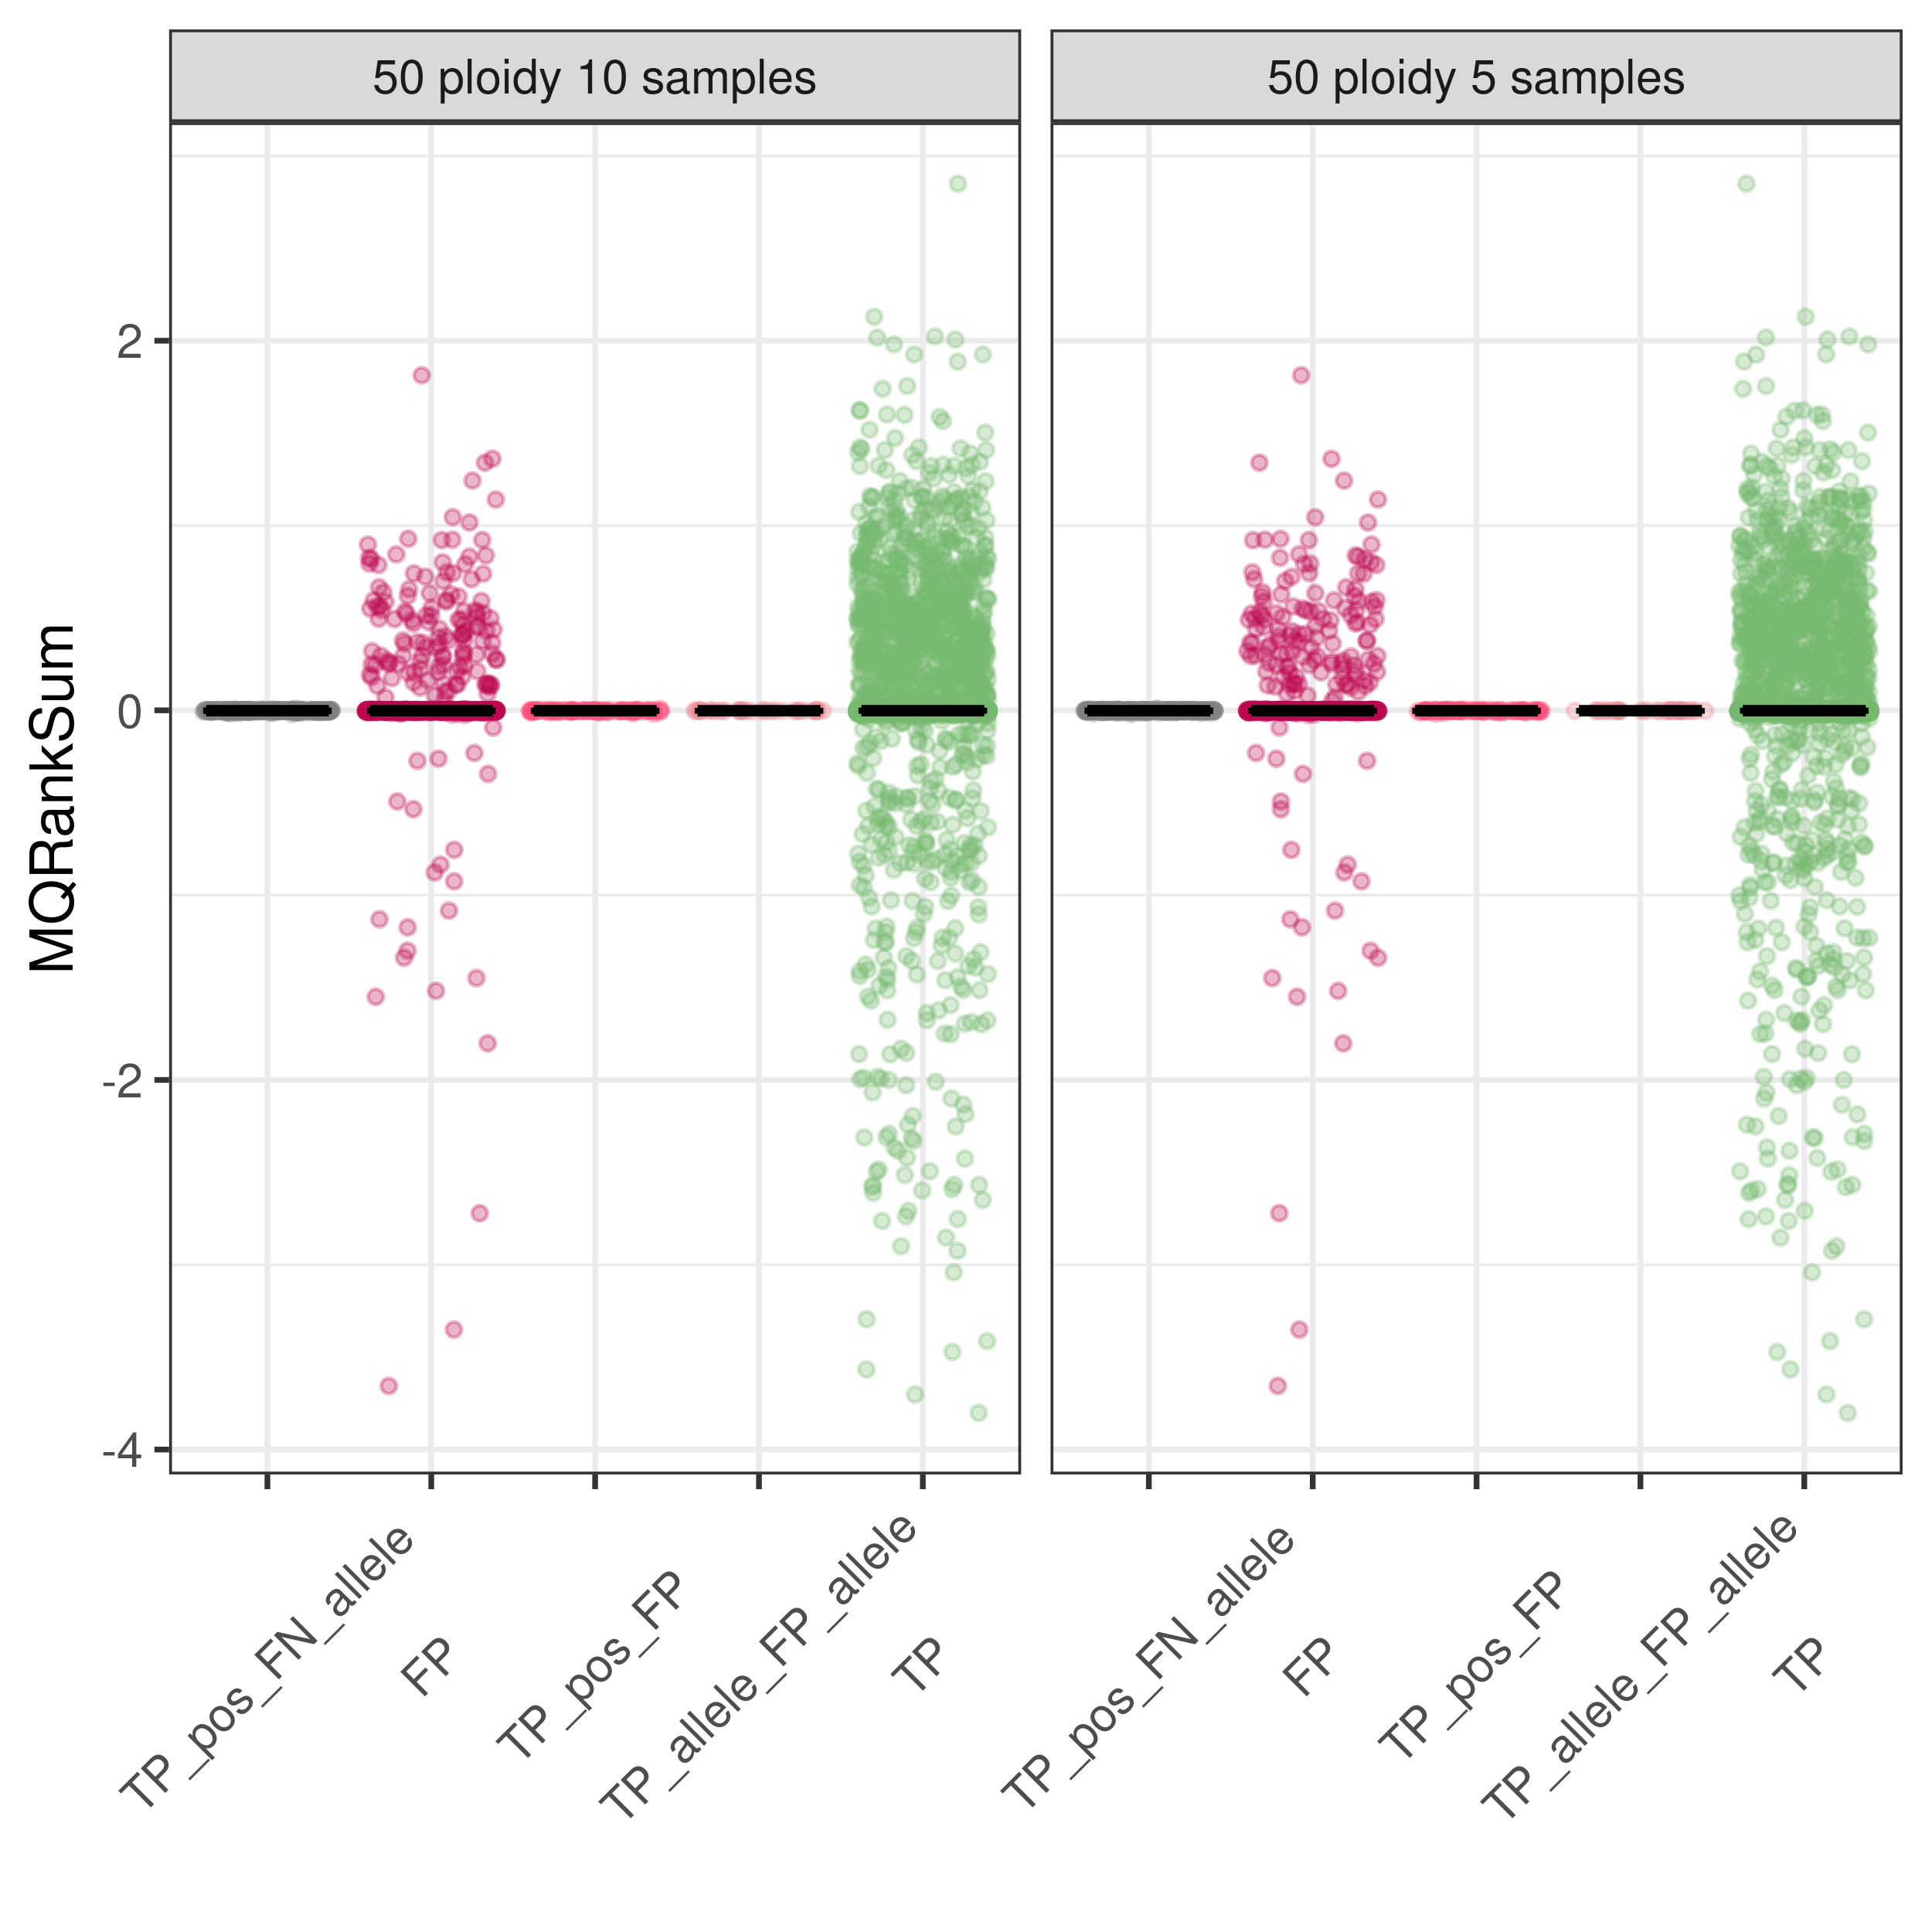 50 ploidy 10 samples
50 ploidy 5 samples
MQRankSum
2
0
-2
-4
TP_pos_FN_allele
FP
TP_pos_FP
TP_allele_FP_allele
TP
TP_pos_FN_allele
FP
TP_pos_FP
TP_allele_FP_allele
TP